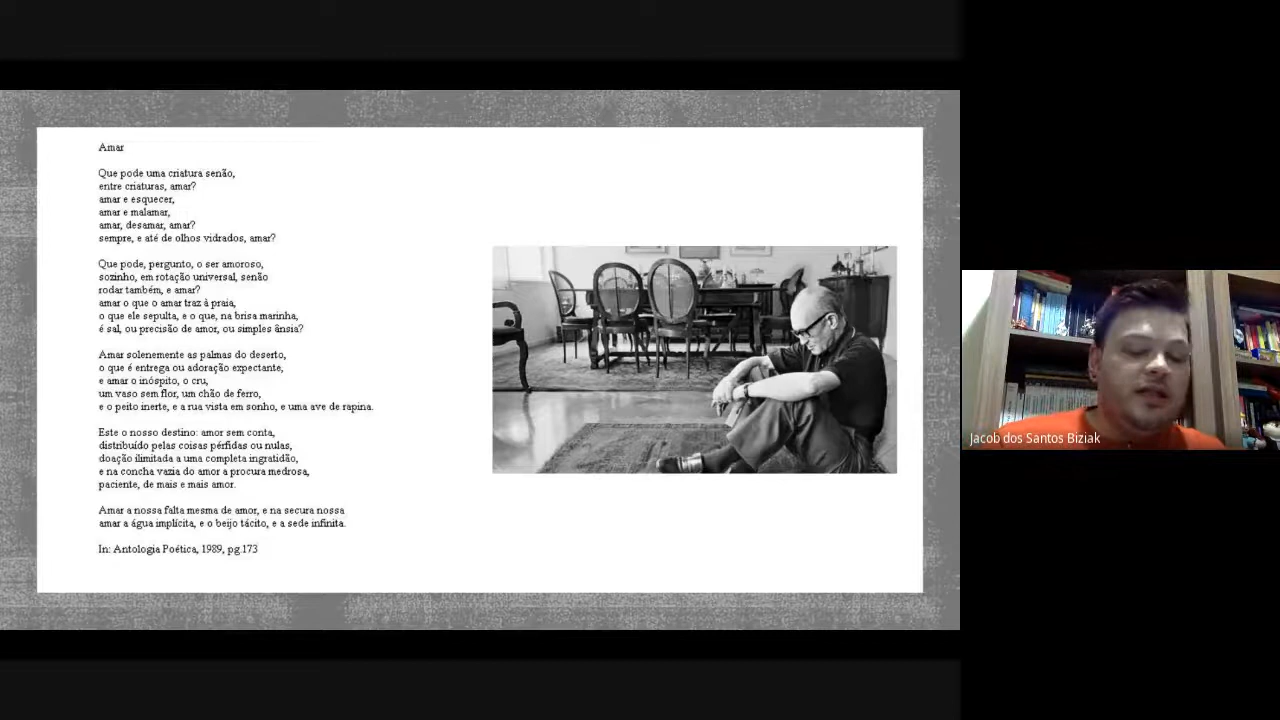 Amar
Que pode uma criatura senão,
entre criaturas, amar?
amar e esquecer,
amar e malamar,
amar, desamar, amar?
sempre, e até de olhos vidrados, amar?
Que pode, pergunto, o ser amoroso,
sozinho, em rotação universal, senão
rodar também, e amar?
amar o que o amar traz à praia,
o que ele sepulta, e o que, na brisa marinha,
é sal, ou precisão de amor, ou simples ânsia?
Amar solenemente as palmas do deserto,
o que é entrega ou adoração expectante,
e amar o inóspito, o cru,
um vaso sem flor, um chão de ferro,
e o peito inerte, e a rua vista em sonho, e uma ave de rapina.
Este o nosso destino: amor sem conta,
distribuído pelas coisas pérfidas ou nulas,
doação ilimitada a uma completa ingratidão,
e na concha vazia do amor a procura medrosa,
paciente, de mais e mais amor.
Amar a nossa falta mesma de amor, e na secura nossa
amar a água implícita, e o beijo tácito, e a sede infinita.
In: Antologia Poética, 1989, pg.173
Jacob dos Santos Biziak